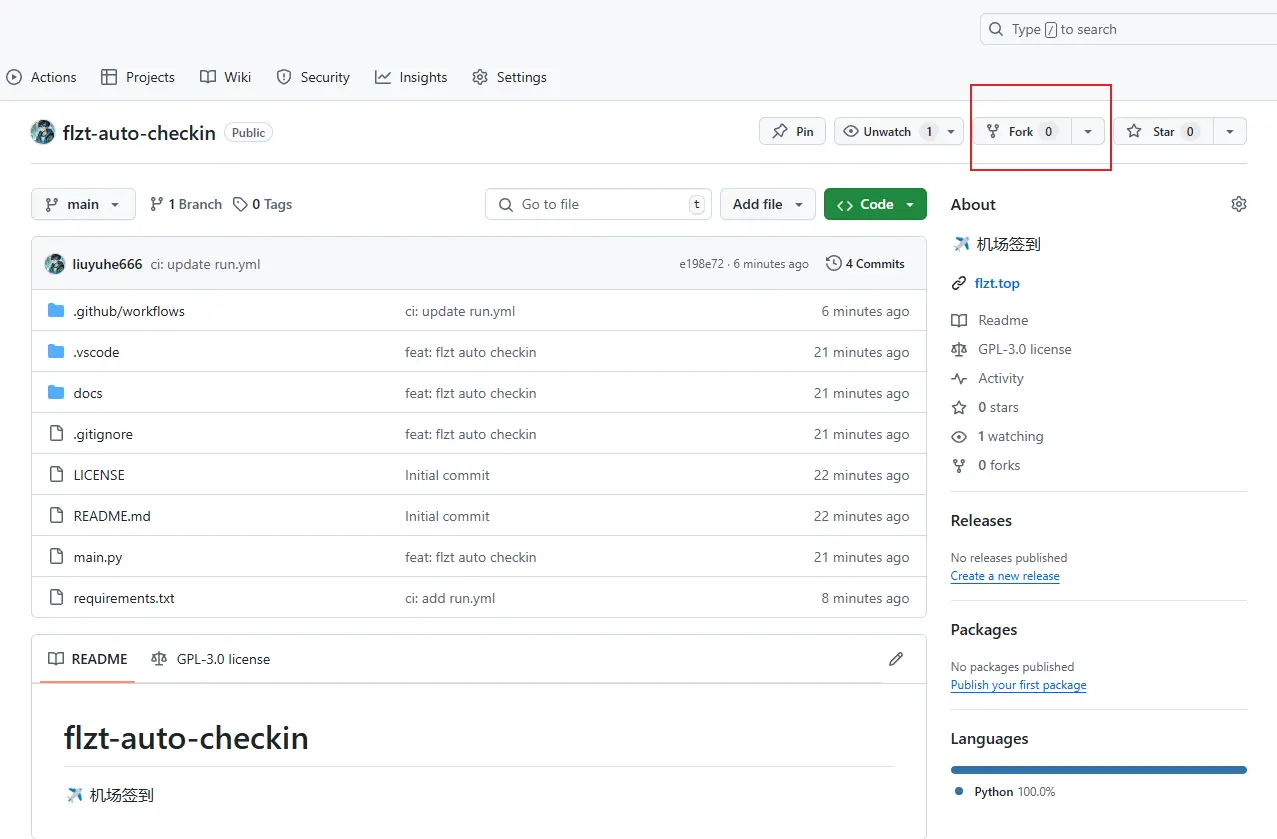 Type / to search
Actions Projects Wiki Security Insights Settings
flzt-auto-checkin Public Pin Unwatch 1 Fork 0 Star 0
main 1 Branch 0 Tags Go to file t Add file Code
liuyuhe666 ci: update run.yml e198e72 · 6 minutes ago 4 Commits
.github/workflows ci: update run.yml 6 minutes ago
.vscode feat: flzt auto checkin 21 minutes ago
docs feat: flzt auto checkin 21 minutes ago
.gitignore feat: flzt auto checkin 21 minutes ago
LICENSE Initial commit 22 minutes ago
README.md Initial commit 22 minutes ago
main.py feat: flzt auto checkin 21 minutes ago
requirements.txt ci: add run.yml 8 minutes ago
README GPL-3.0 license
flzt-auto-checkin
机场签到
About
机场签到
flzt.top
Readme
GPL-3.0 license
Activity
0 stars
1 watching
0 forks
Releases
No releases published
Create a new release
Packages
No packages published
Publish your first package
Languages
Python 100.0%